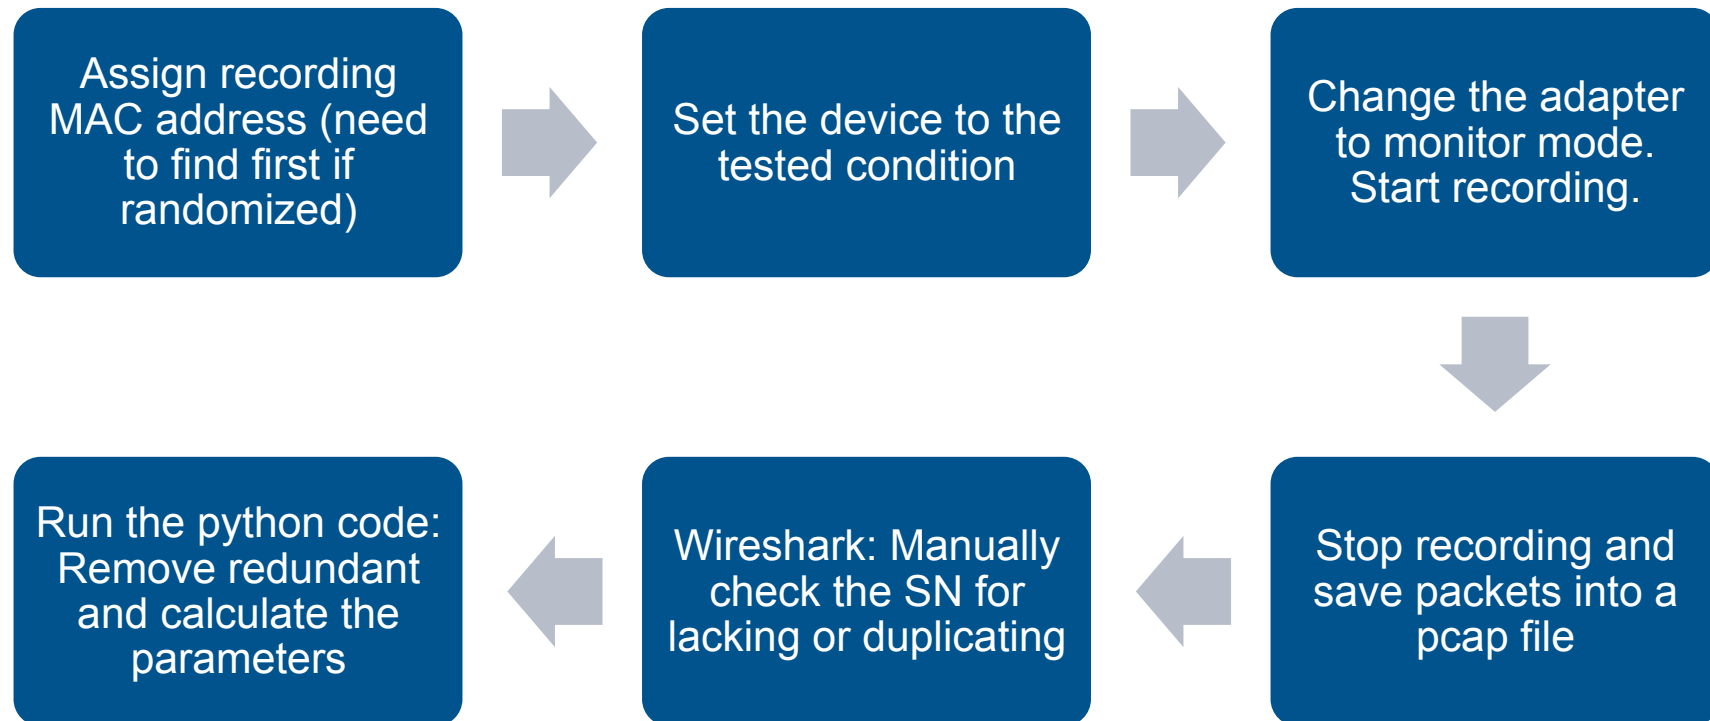 Assign recording
MAC address (need
to find first if
randomized)
Set the device to the
tested condition
Change the adapter
to monitor mode.
Start recording.
Stop recording and
save packets into a
pcap file
Wireshark: Manually
check the SN for
lacking or duplicating
Run the python code:
Remove redundant
and calculate the
parameters